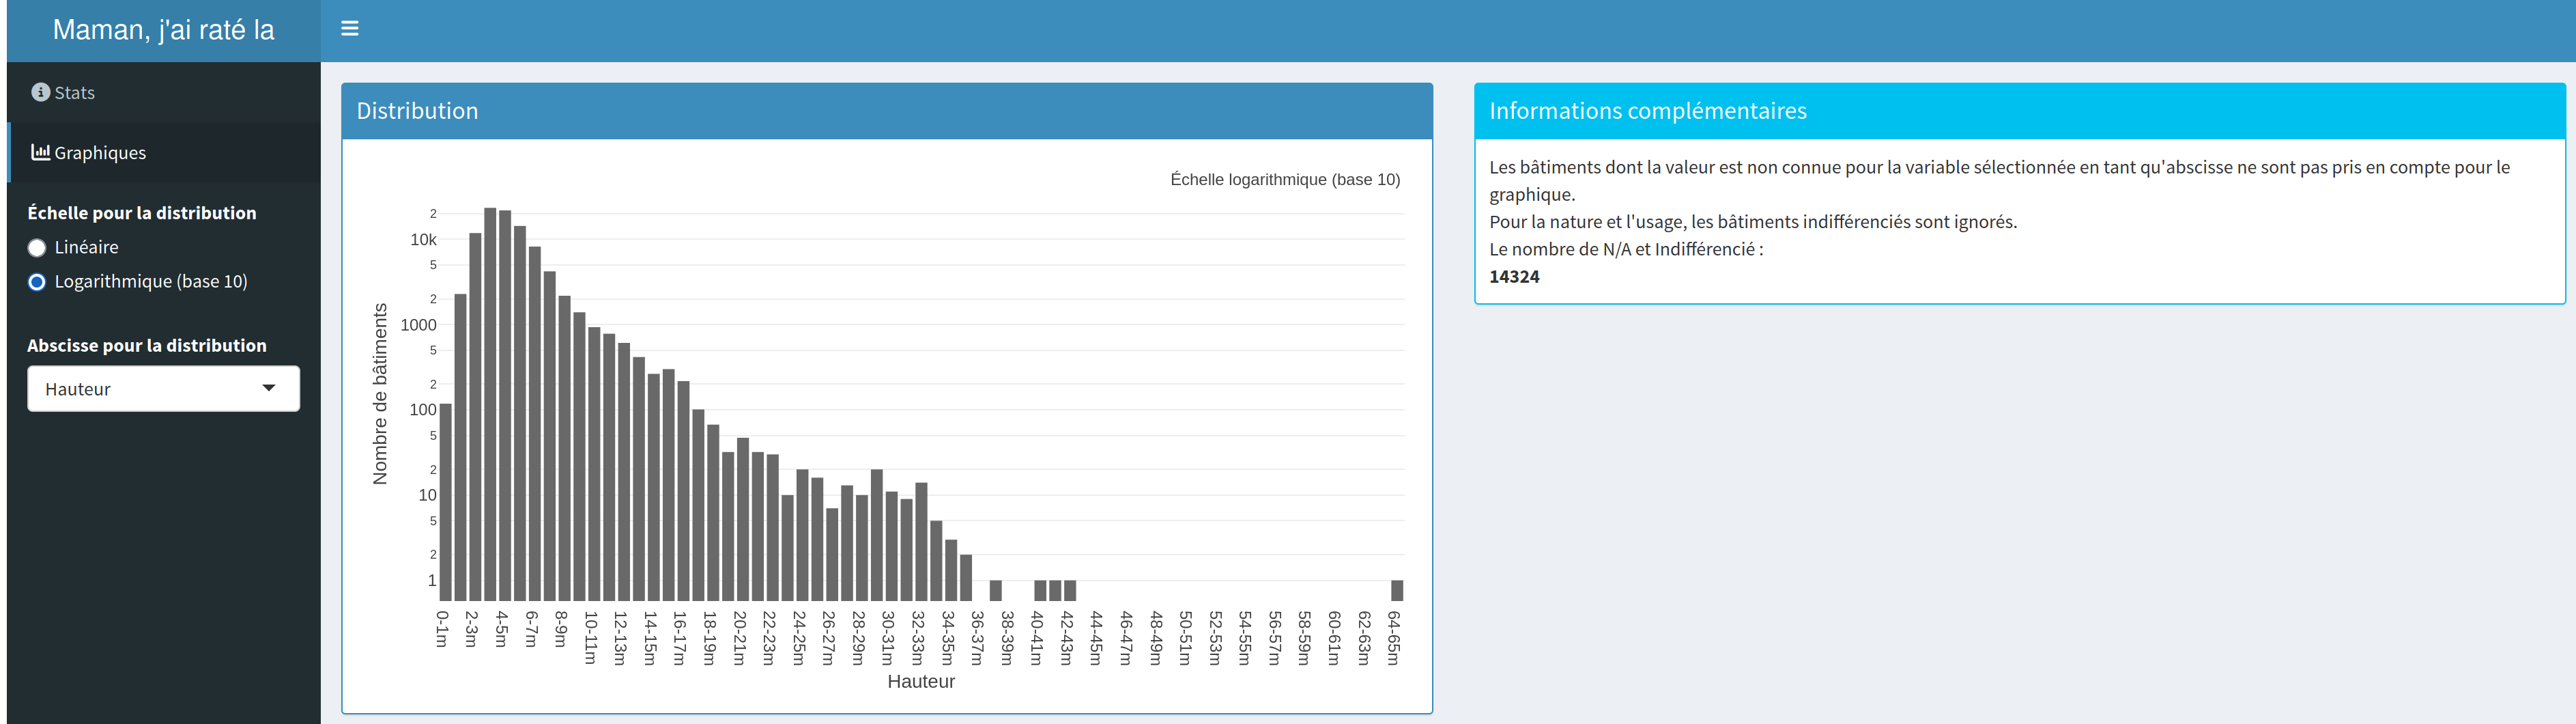 Maman, j'ai raté la
Stats
Graphiques
Échelle pour la distribution
Linéaire
Logarithmique (base 10)
Abscisse pour la distribution
Hauteur
Distribution
Échelle logarithmique (base 10)
Nombre de bâtiments
2
10k
5
2
1000
5
2
100
5
2
10
5
2
1
0-1m
2-3m
4-5m
6-7m
8-9m
10-11m
12-13m
14-15m
16-17m
18-19m
20-21m
22-23m
24-25m
26-27m
28-29m
30-31m
32-33m
34-35m
36-37m
38-39m
40-41m
42-43m
44-45m
46-47m
48-49m
50-51m
52-53m
54-55m
56-57m
58-59m
60-61m
62-63m
64-65m
Hauteur
Informations complémentaires
Les bâtiments dont la valeur est non connue pour la variable sélectionnée en tant qu'abscisse ne sont pas pris en compte pour le
graphique.
Pour la nature et l'usage, les bâtiments indifférenciés sont ignorés.
Le nombre de N/A et Indifférencié :
14324